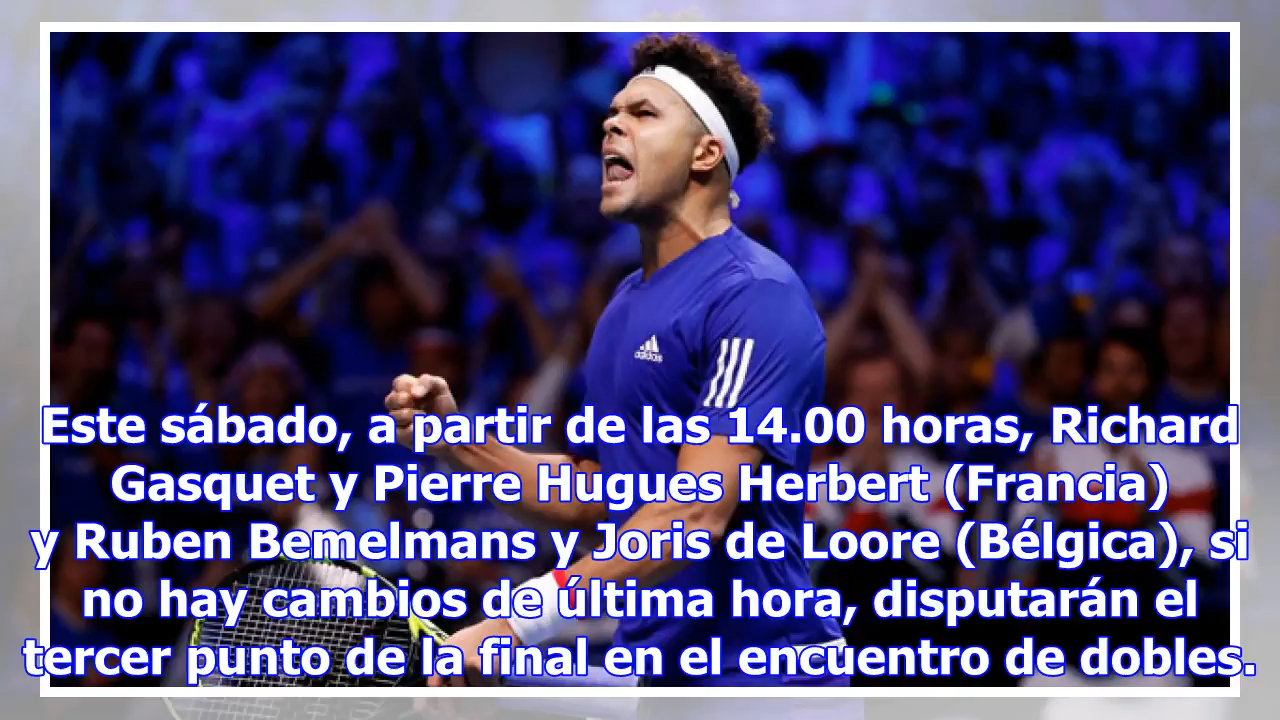 adidas
Este sábado, a partir de las 14.00 horas, Richard
Gasquet y Pierre Hugues Herbert (Francia)
y Ruben Bemelmans y Joris de Loore (Bélgica), si
no hay cambios de última hora, disputarán el
tercer punto de la final en el encuentro de dobles.